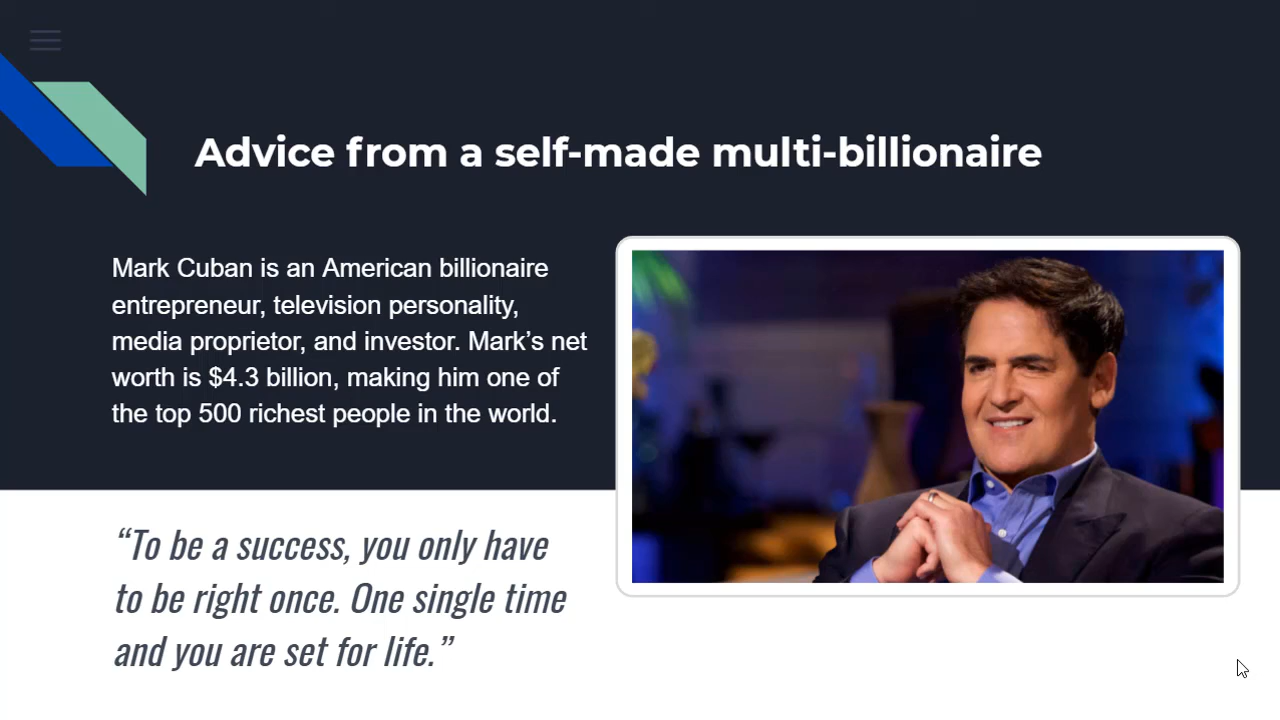 Advice from a self-made multi-billionaire
Mark Cuban is an American billionaire
entrepreneur, television personality,
media proprietor, and investor. Mark’s net
worth is $4.3 billion, making him one of
the top 500 richest people in the world.
“To be a success, you only have
to be right once. One single time
and you are set for life.”